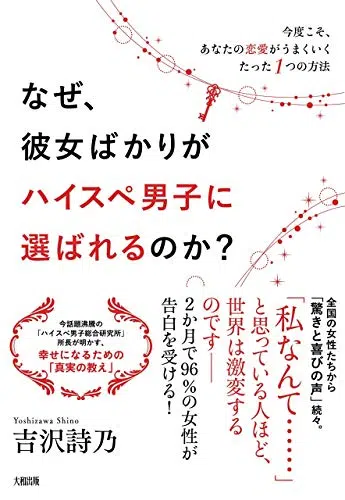 今度こそ、
あなたの恋愛がうまくいく
たった1つの方法
なぜ、
彼女ばかりが
ハイスペ男子に
選ばれるのか?
全国の女性たちから
「驚きと喜びの声」続々。
「私なんて……」
と思っている人ほど、
世界は激変する
のです——
2か月で96%の女性が
告白を受ける!
今話題沸騰の
「ハイスペ男子総合研究所」
所長が明かす、
幸せになるための
「真実の教え」
Yoshizawa Shino
吉沢詩乃
大和出版